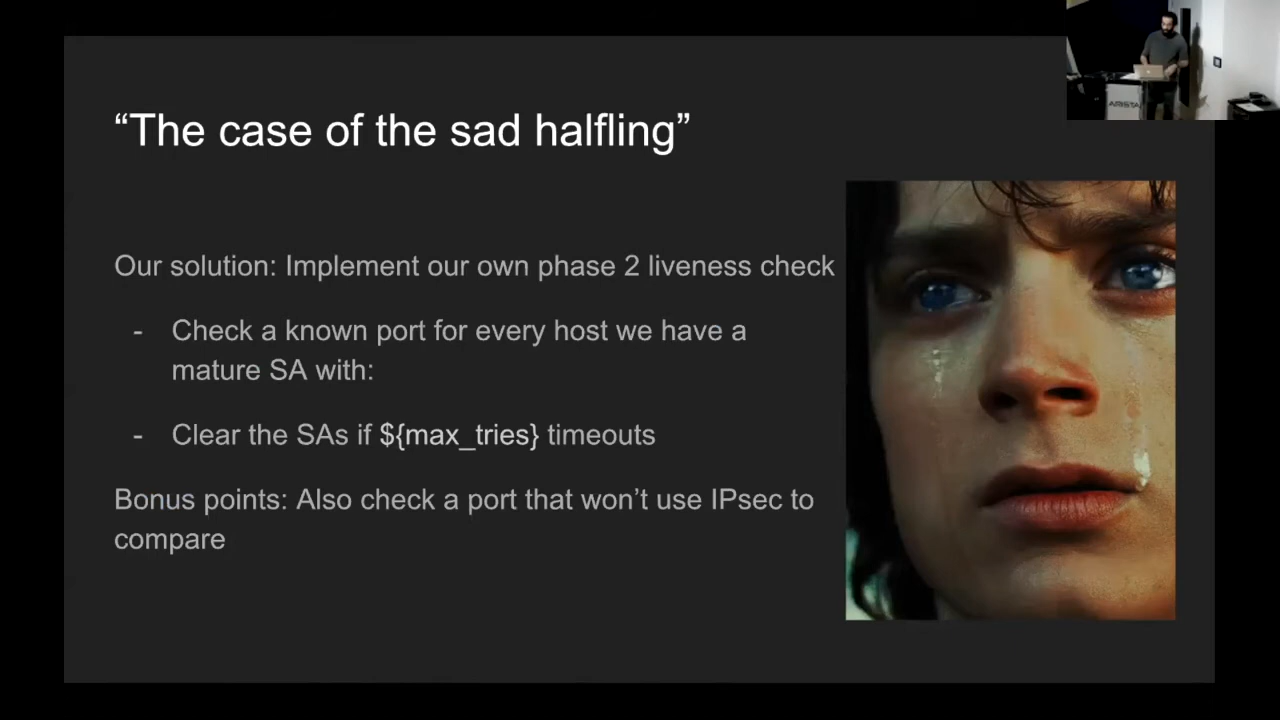 “The case of the sad halfling”
Our solution: Implement our own phase 2 liveness check
- Check a known port for every host we have a
mature SA with:
- Clear the SAs if ${max_tries} timeouts
Bonus points: Also check a port that won’t use IPsec to
compare
ARISTA